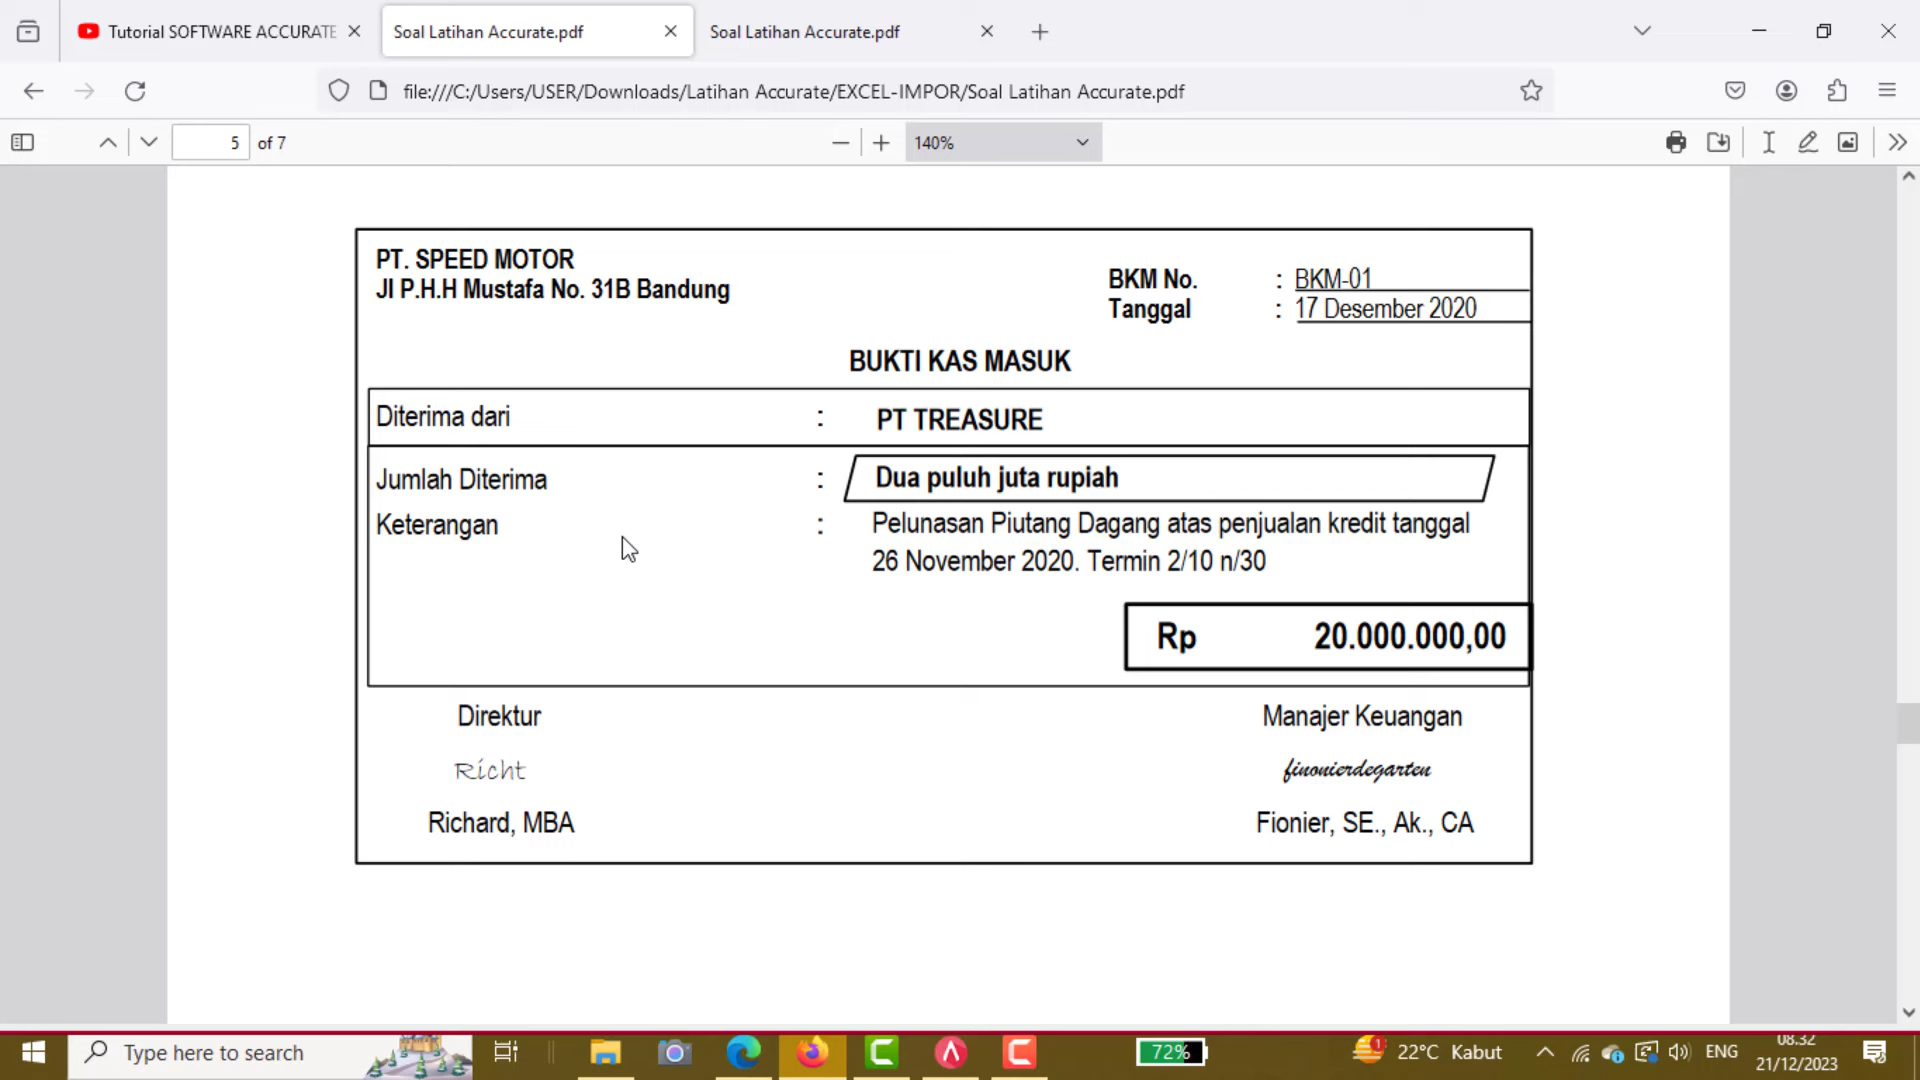 Tutorial SOFTWARE ACCURATE
Soal Latihan Accurate.pdf
Soal Latihan Accurate.pdf
file:///C:/Users/USER/Downloads/Latihan Accurate/EXCEL-IMPOR/Soal Latihan Accurate.pdf
5 of 7
140%
PT. SPEED MOTOR
Jl P.H.H Mustafa No. 31B Bandung
BKM No. : BKM-01
Tanggal : 17 Desember 2020
BUKTI KAS MASUK
Diterima dari : PT TREASURE
Jumlah Diterima : Dua puluh juta rupiah
Keterangan : Pelunasan Piutang Dagang atas penjualan kredit tanggal
26 November 2020. Termin 2/10 n/30
Rp 20.000.000,00
Direktur
Manajer Keuangan
Richt
finonierdegarten
Richard, MBA
Fionier, SE., Ak., CA
Type here to search
72%
1
22°C Kabut
ENG
08.32
21/12/2023